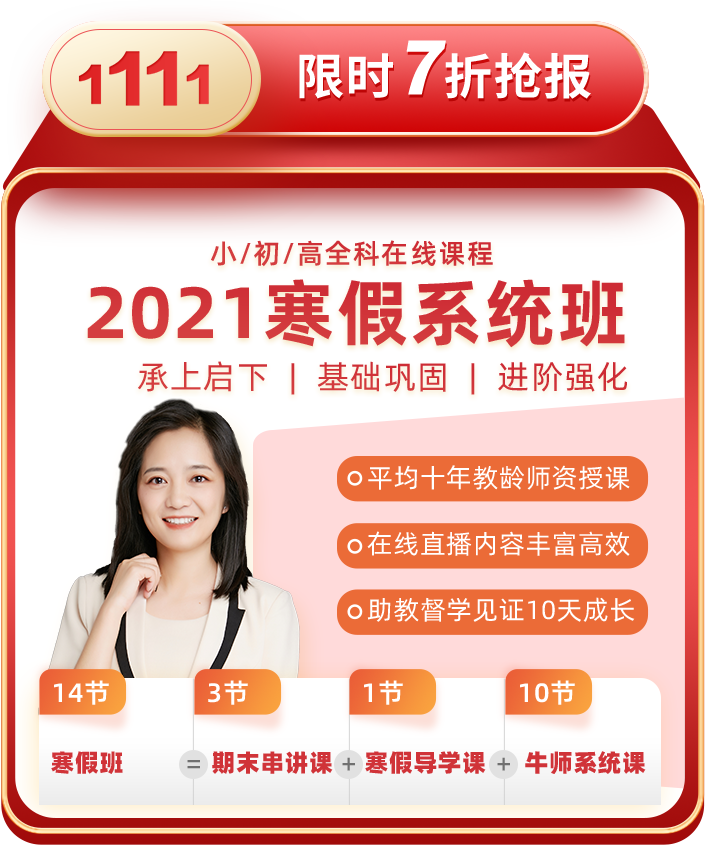 1111
限时7折抢报
小/初/高全科在线课程
2021寒假系统班
承上启下 | 基础巩固 | 进阶强化
平均十年教龄师资授课
在线直播内容丰富高效
助教督学见证10天成长
14节 3节 1节 10节
寒假班 = 期末串讲课 + 寒假导学课 + 牛师系统课